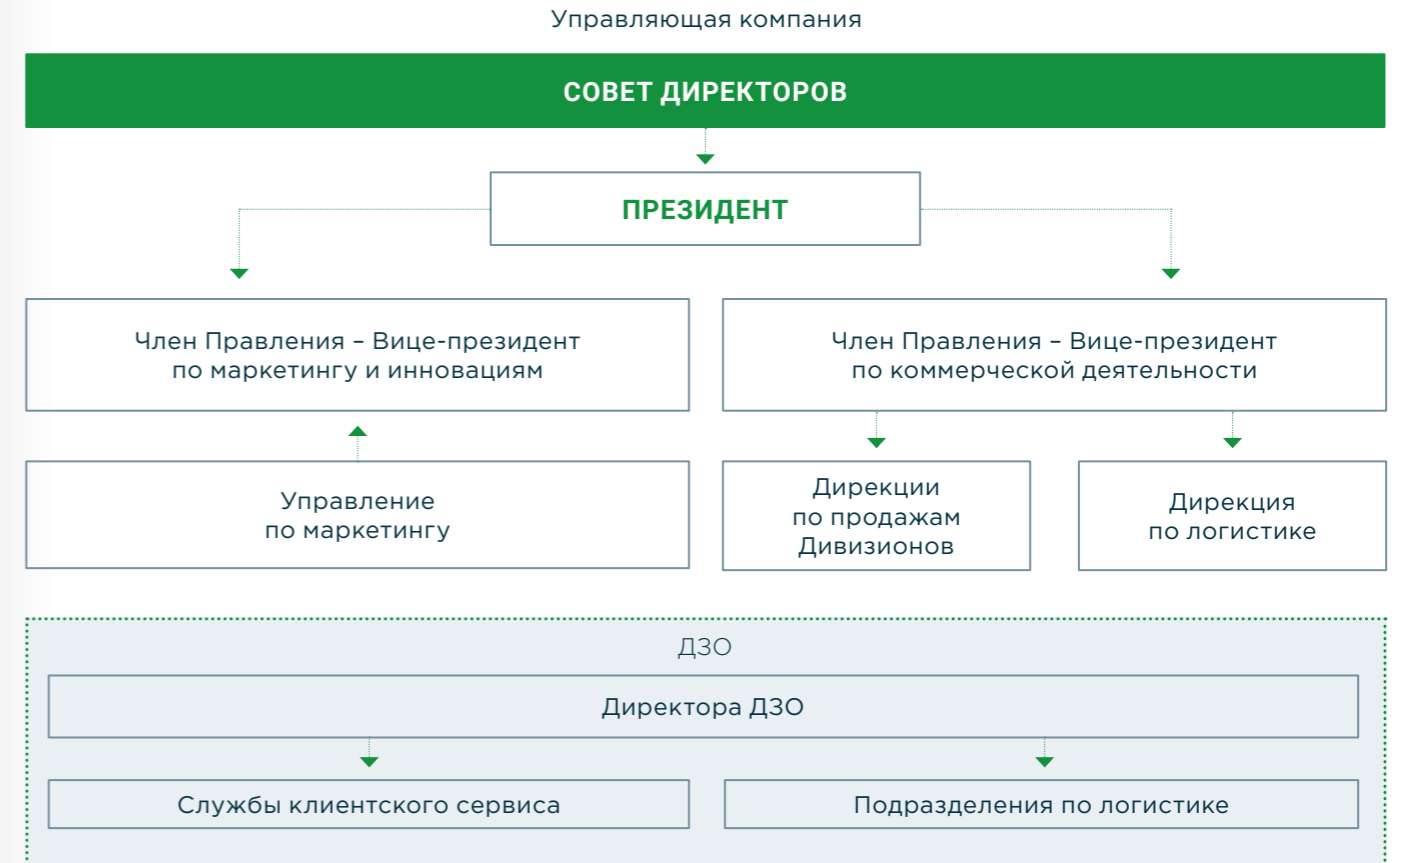 Управляющая компания
СОВЕТ ДИРЕКТОРОВ
ПРЕЗИДЕНТ
Член Правления – Вице-президент
по маркетингу и инновациям
Член Правления – Вице-президент
по коммерческой деятельности
Управление
по маркетингу
Дирекции
по продажам
Дивизионов
Дирекция
по логистике
ДЗО
Директора ДЗО
Службы клиентского сервиса
Подразделения по логистике